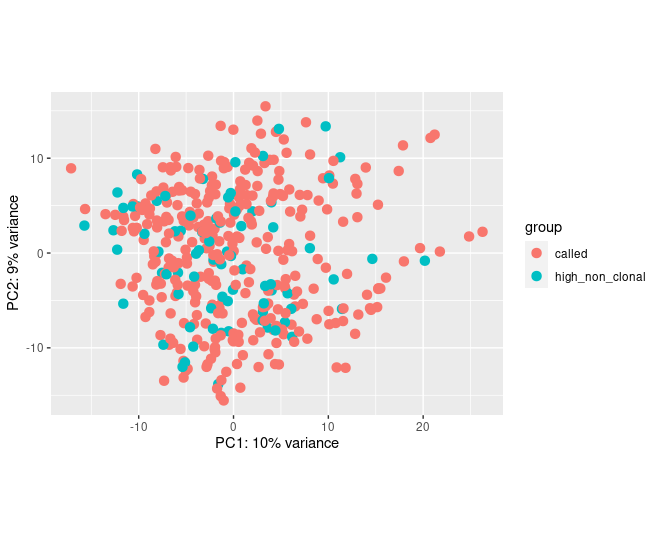 10
0
-10
-10
0
10
20
PC1: 10% variance
PC2: 9% variance
group
called
high_non_clonal